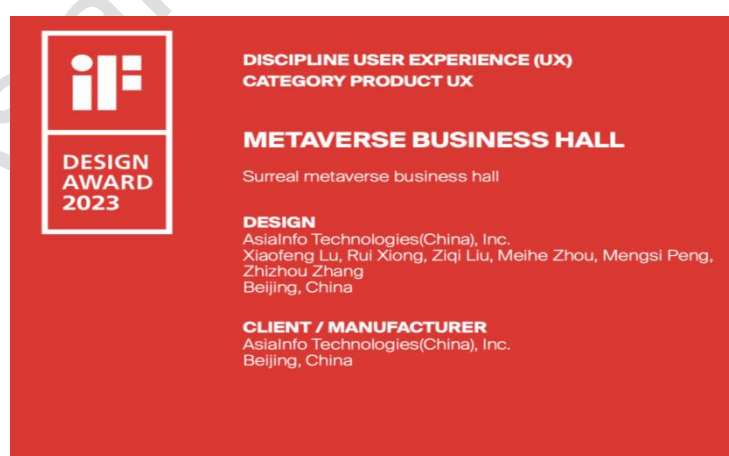 iF
DESIGN
AWARD
2023
DISCIPLINE USER EXPERIENCE (UX)
CATEGORY PRODUCT UX
METAVERSE BUSINESS HALL
Surreal metaverse business hall
DESIGN
AsiaInfo Technologies(China), Inc.
Xiaofeng Lu, Rui Xiong, Ziqi Liu, Meihe Zhou, Mengsi Peng,
Zhizhou Zhang
Beijing, China
CLIENT / MANUFACTURER
AsiaInfo Technologies(China), Inc.
Beijing, China